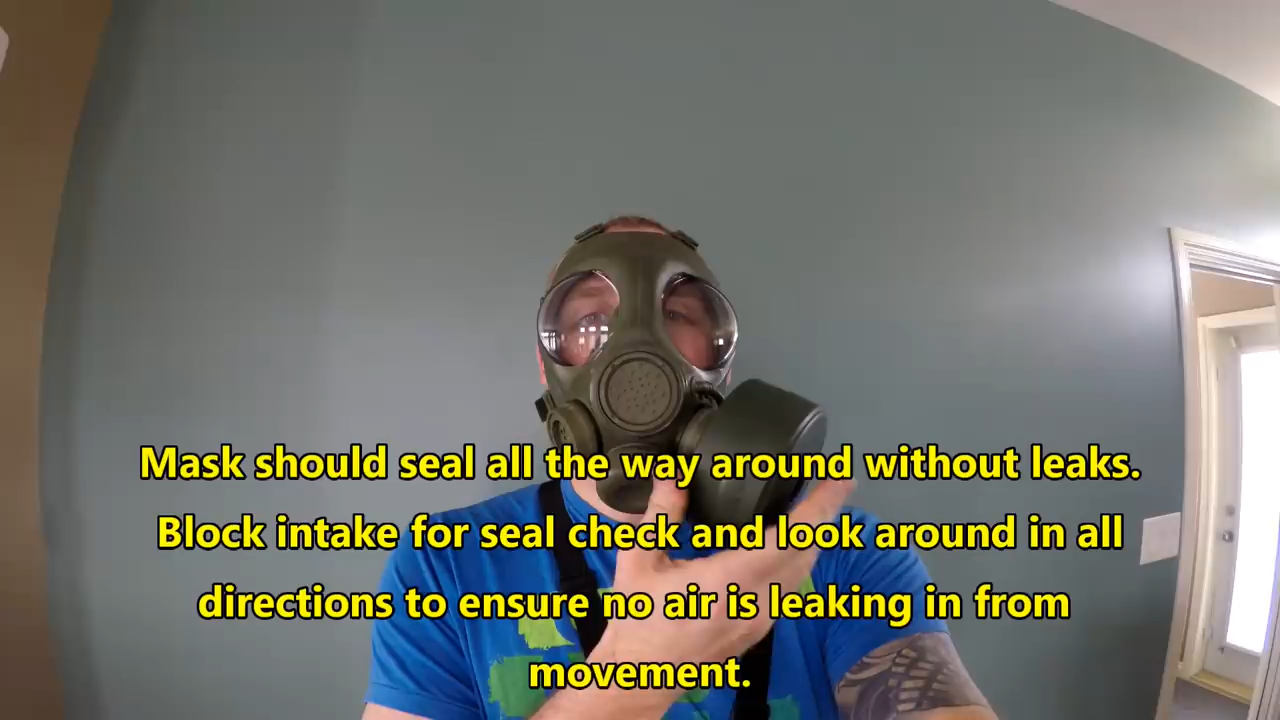 Mask should seal all the way around without leaks.
Block intake for seal check and look around in all
directions to ensure no air is leaking in from
movement.